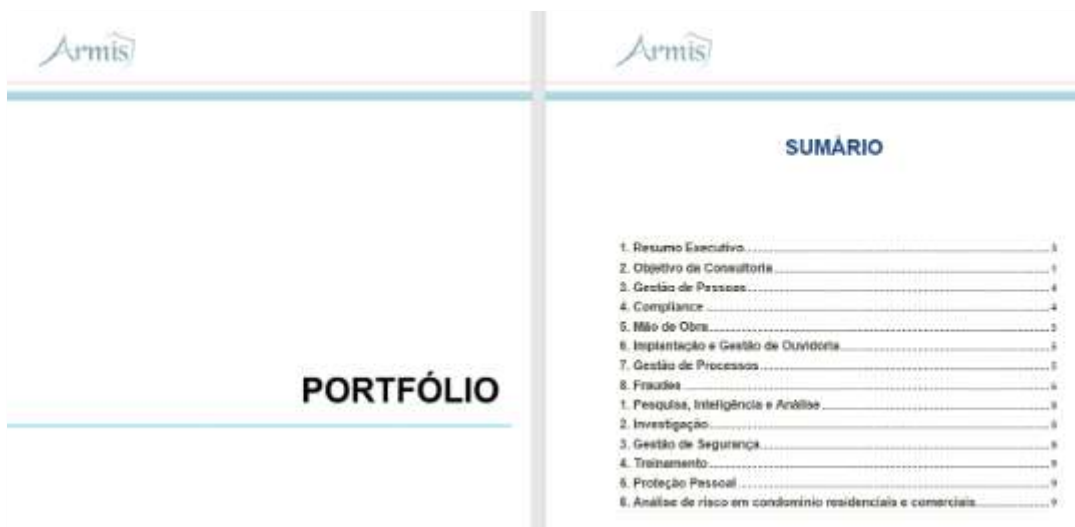 Armis
PORTFÓLIO
Armis
SUMÁRIO
1. Resumo Executivo
2. Objetivo da Consultoria
3. Gestão de Pessoas
4. Compliance
5. Mão de Obra
6. Implantação e Gestão de Ouvidoria
7. Gestão de Processos
8. Fraudes
1. Pesquisa, Inteligência e Análise
2. Investigação
3. Gestão de Segurança
4. Treinamento
5. Proteção Pessoal
6. Análise de risco em condomínio residenciais e comerciais